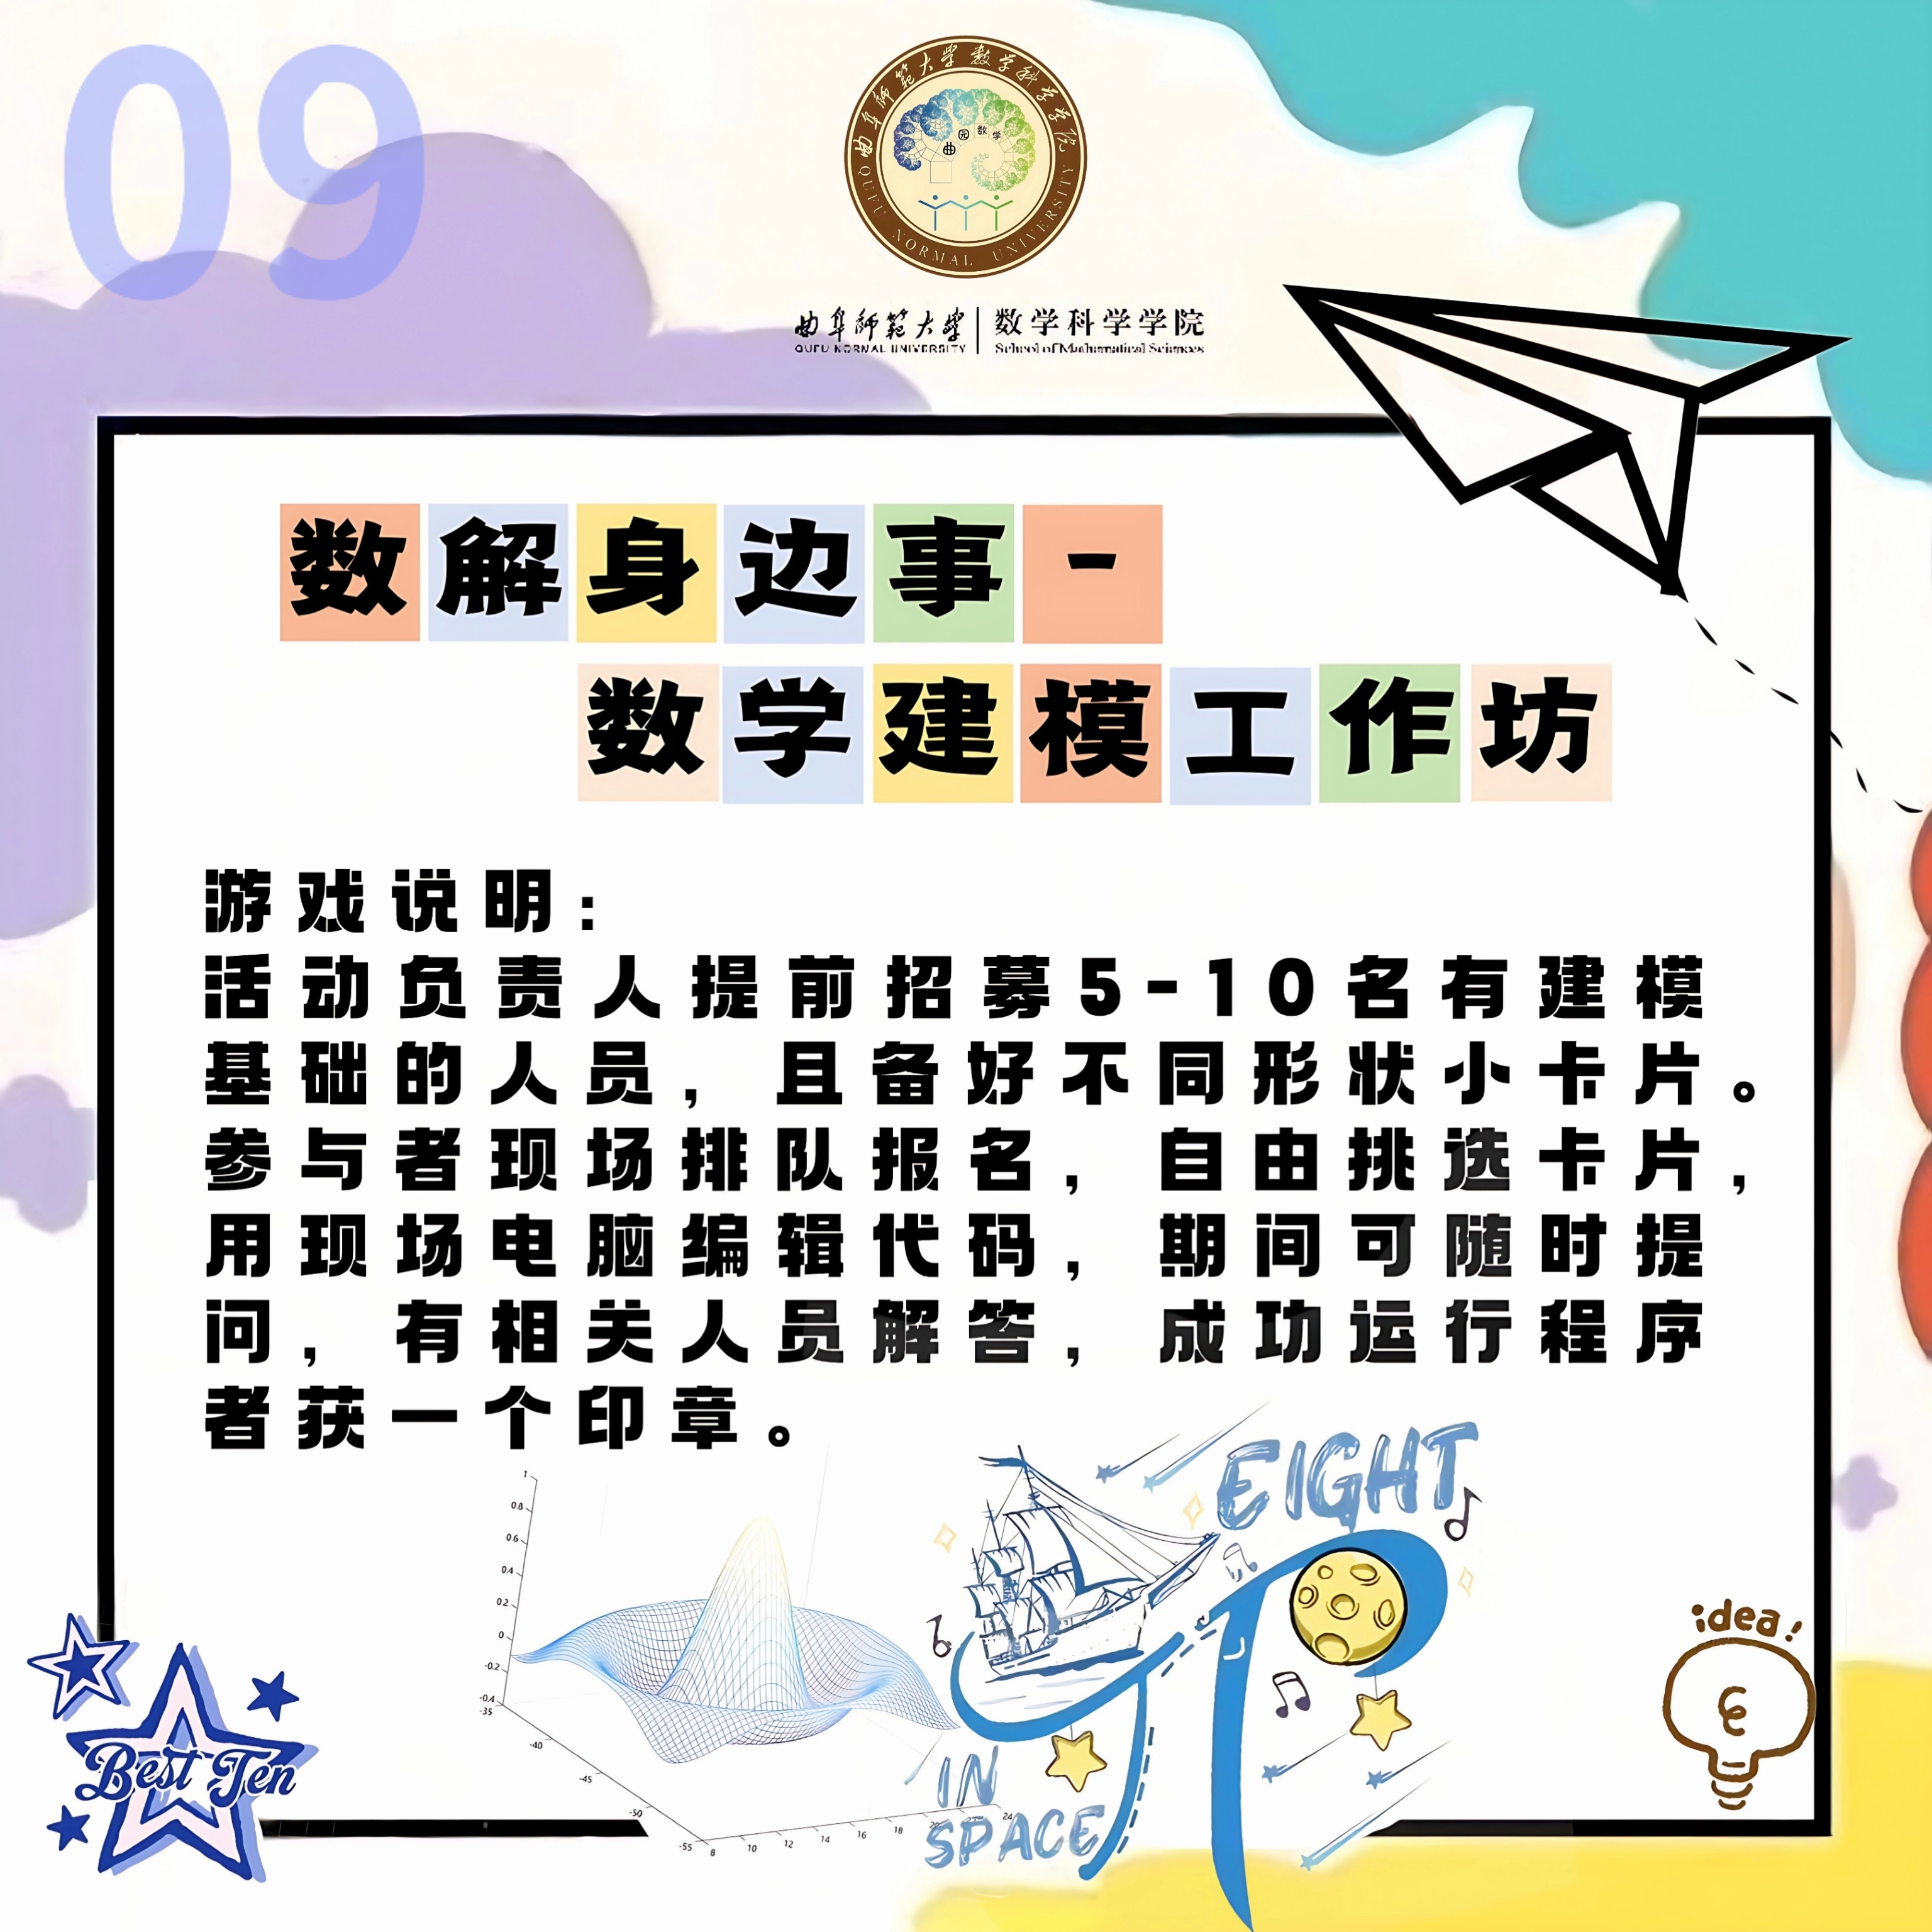 09
曲阜師範大學数学科学学院
曲园数学
QUFU NORMAL UNIVERSITY
曲阜師範大學 | 数学科学学院
QUFU NORMAL UNIVERSITY School of Mathematical Sciences
数解身边事-
数学建模工作坊
游戏说明：
活动负责人提前招募5-10名有建模
基础的人员，且备好不同形状小卡片。
参与者现场排队报名，自由挑选卡片，
用现场电脑编辑代码，期间可随时提
问，有相关人员解答，成功运行程序
者获一个印章。
EIGHT
1
0.8
0.6
0.4
0.2
0
-0.2
-0.4
-35
-40
-45
-50
-55
8
10
12
14
16
18
24
IN
SPACE
idea!
Best Ten